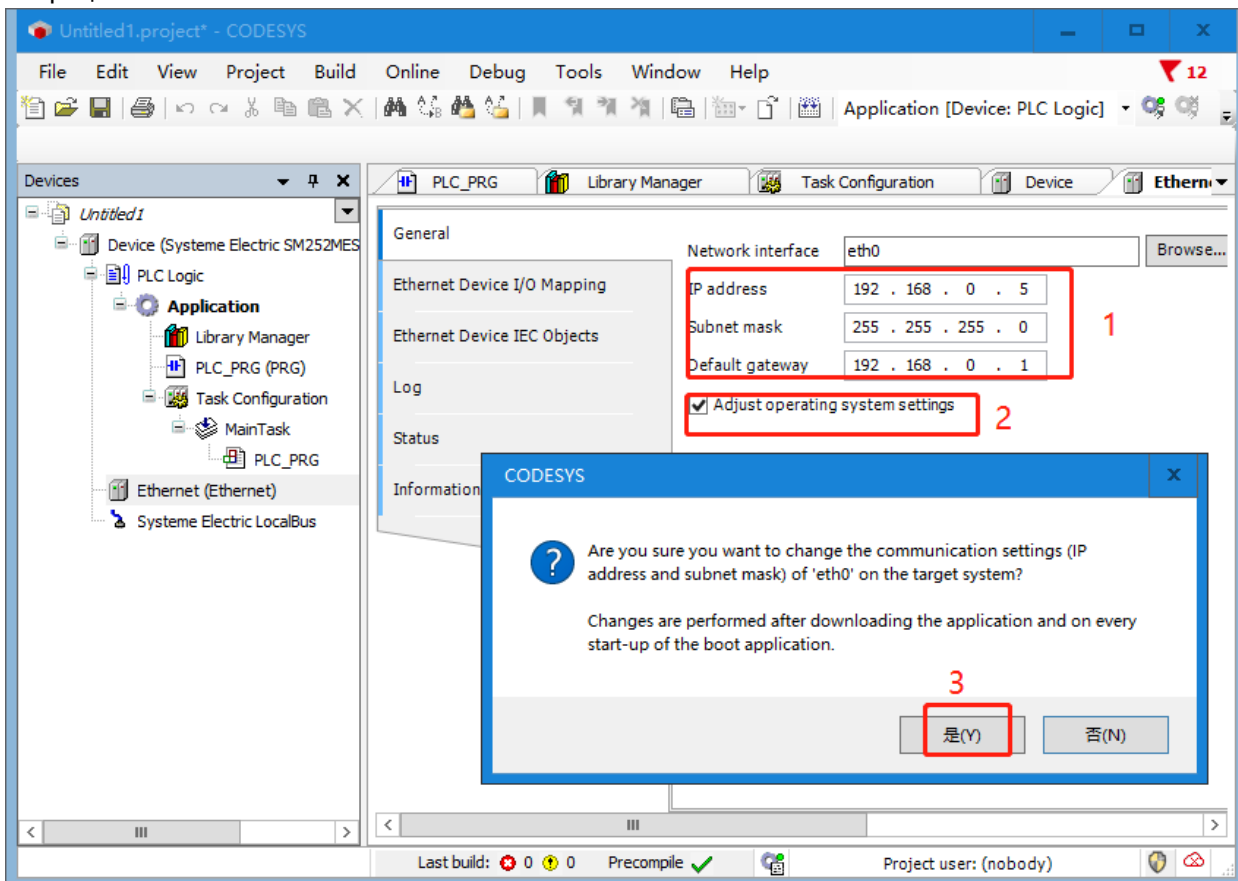 Untitled1.project* - CODESYS
File Edit View Project Build Online Debug Tools Window Help
12
Application [Device: PLC Logic]
Devices
PLC_PRG Library Manager Task Configuration Device
Untitled1
Device (Systeme Electric SM252MES
PLC Logic
Application
Library Manager
PLC_PRG (PRG)
Task Configuration
MainTask
PLC_PRG
Ethernet (Ethernet)
Systeme Electric LocalBus
General
Ethernet Device I/O Mapping
Ethernet Device IEC Objects
Log
Status
Information
Network interface eth0 Browse...
IP address 192 . 168 . 0 . 5
Subnet mask 255 . 255 . 255 . 0
Default gateway 192 . 168 . 0 . 1
1
Adjust operating system settings
2
CODESYS
Are you sure you want to change the communication settings (IP
address and subnet mask) of 'eth0' on the target system?
Changes are performed after downloading the application and on every
start-up of the boot application.
3
是(Y) 否(N)
Last build: 0 0 Precompile Project user: (nobody)